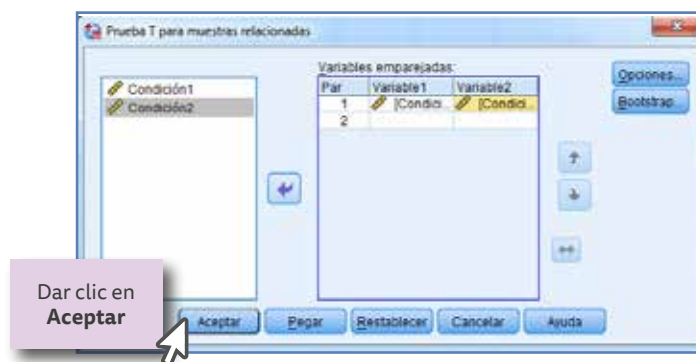 Prueba T para muestras relacionadas
Condición1
Condición2
Variables emparejadas:
Par Variable1 Variable2
1 [Condici... [Condici...
2
Opciones...
Bootstrap...
Dar clic en
Aceptar
Aceptar Pegar Restablecer Cancelar Ayuda